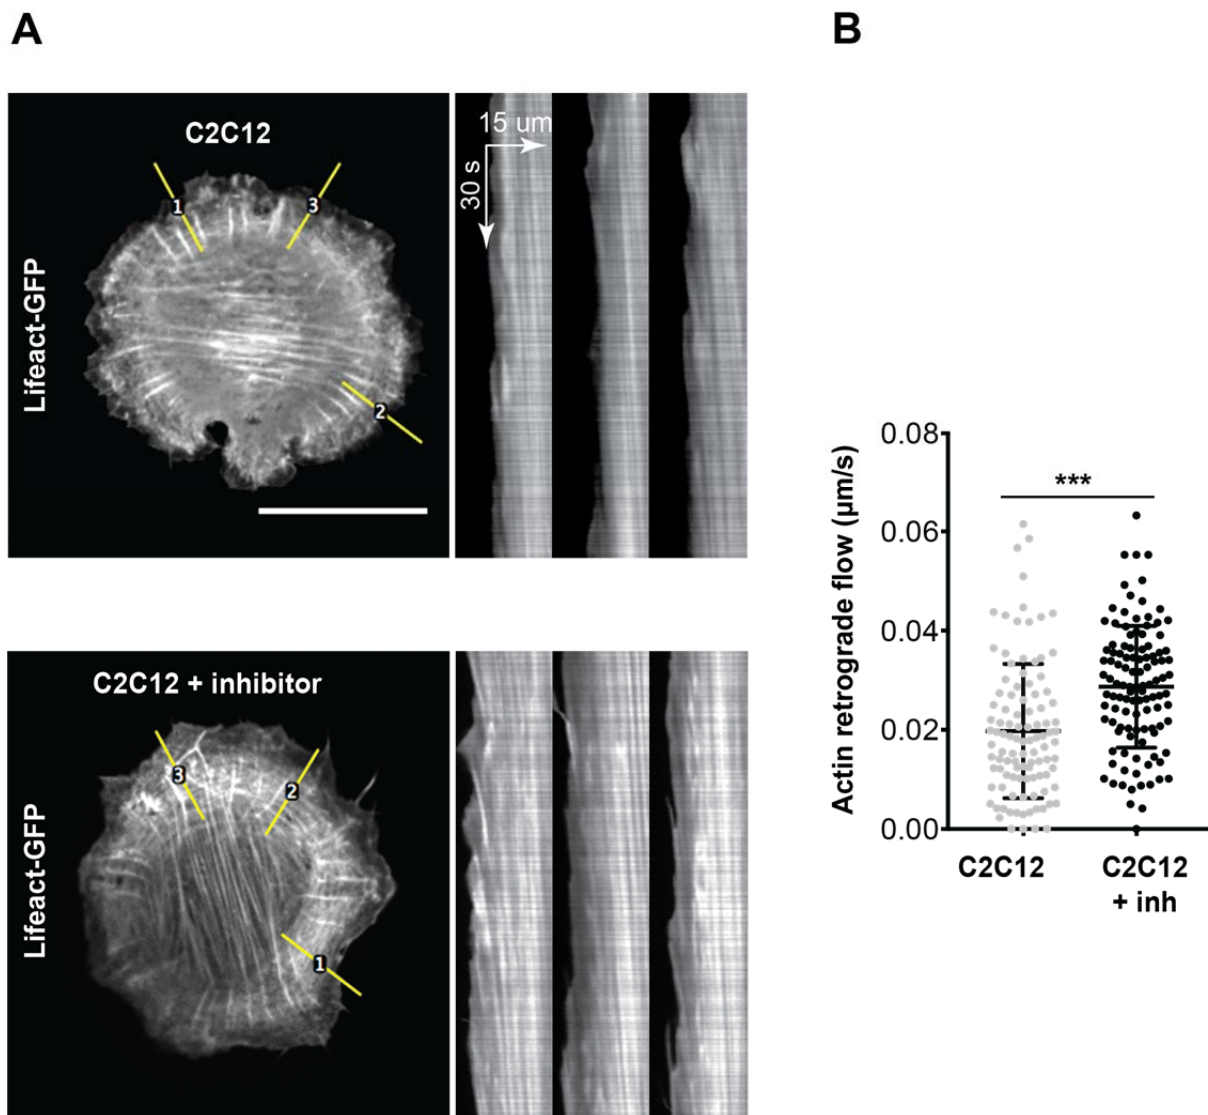 A
C2C12
Lifeact-GFP
1
3
2
15 um
30 s
C2C12 + inhibitor
Lifeact-GFP
3
2
1
B
Actin retrograde flow (μm/s)
0.08
0.06
0.04
0.02
0.00
***
C2C12
C2C12
+ inh